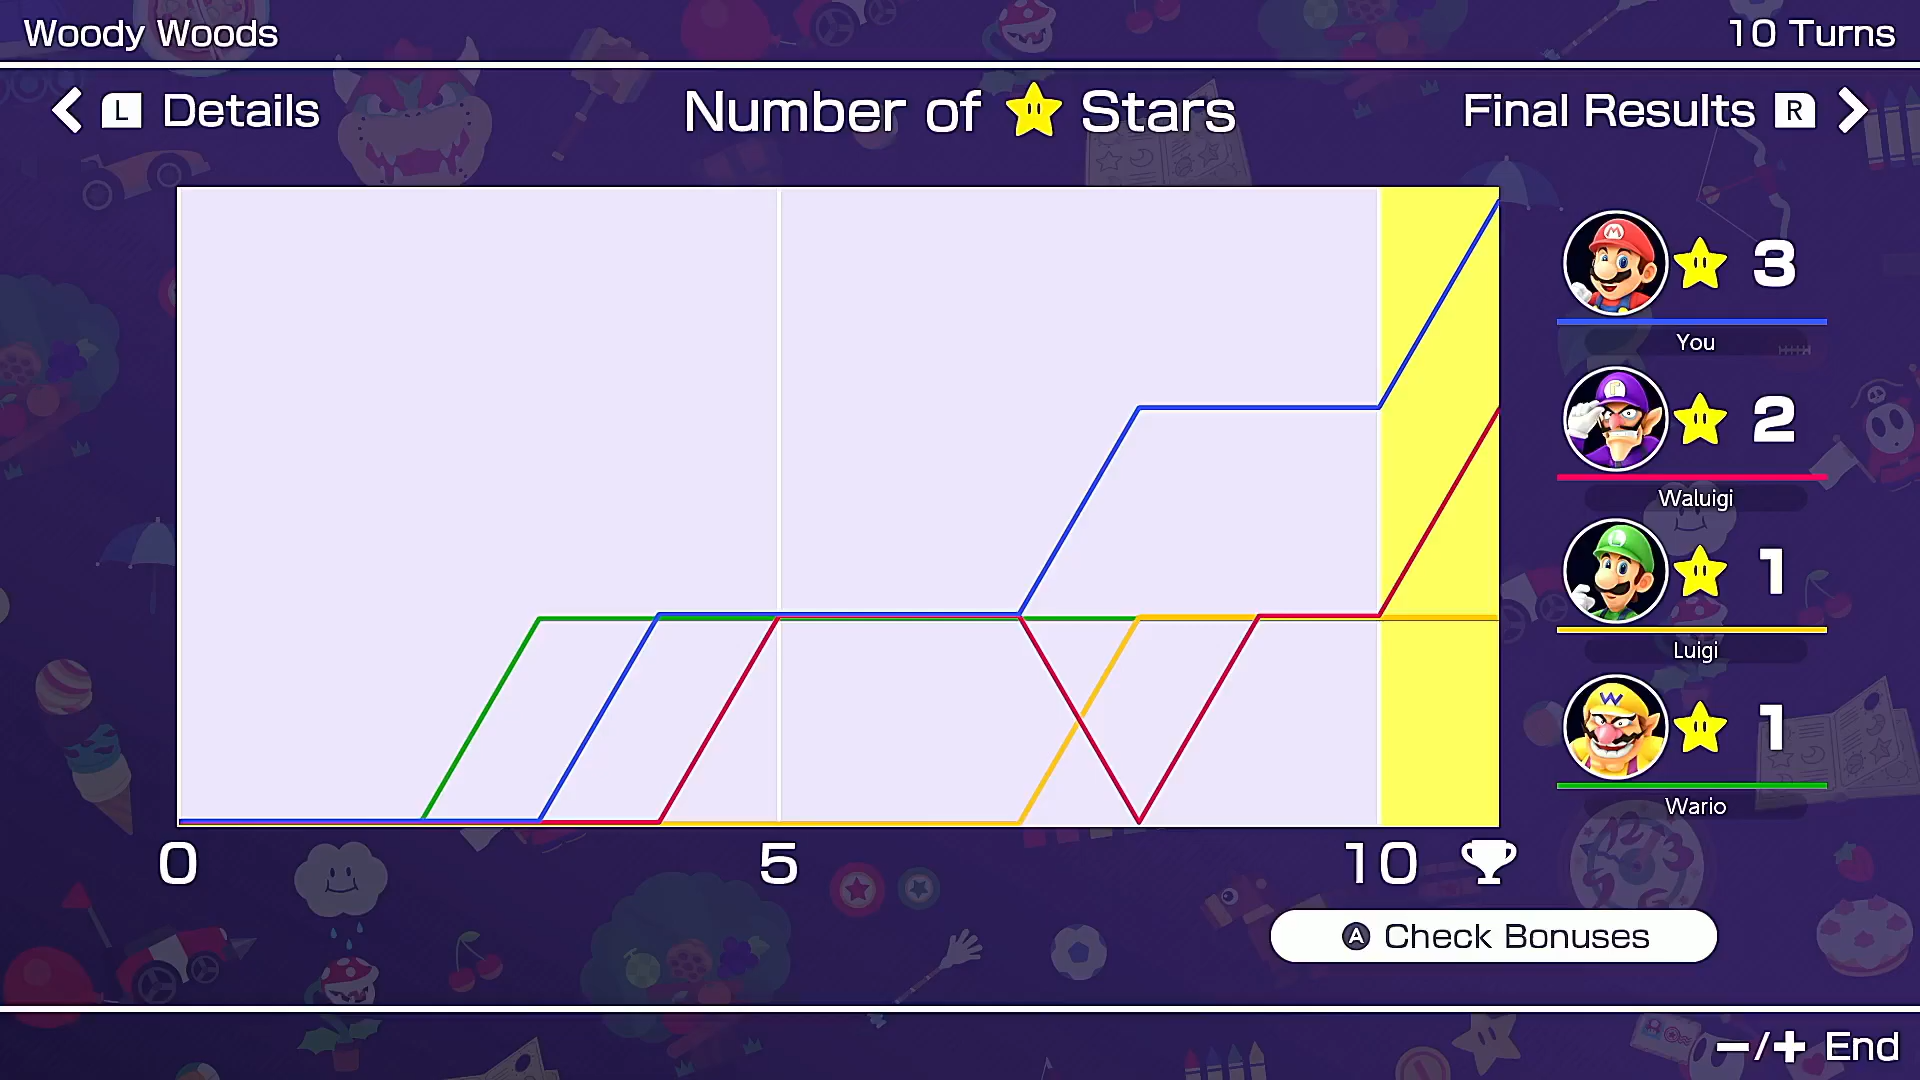 Woody Woods
10 Turns
L Details
Number of Stars
Final Results R
3
You
2
Waluigi
1
Luigi
1
Wario
0 5 10
A Check Bonuses
−/+ End